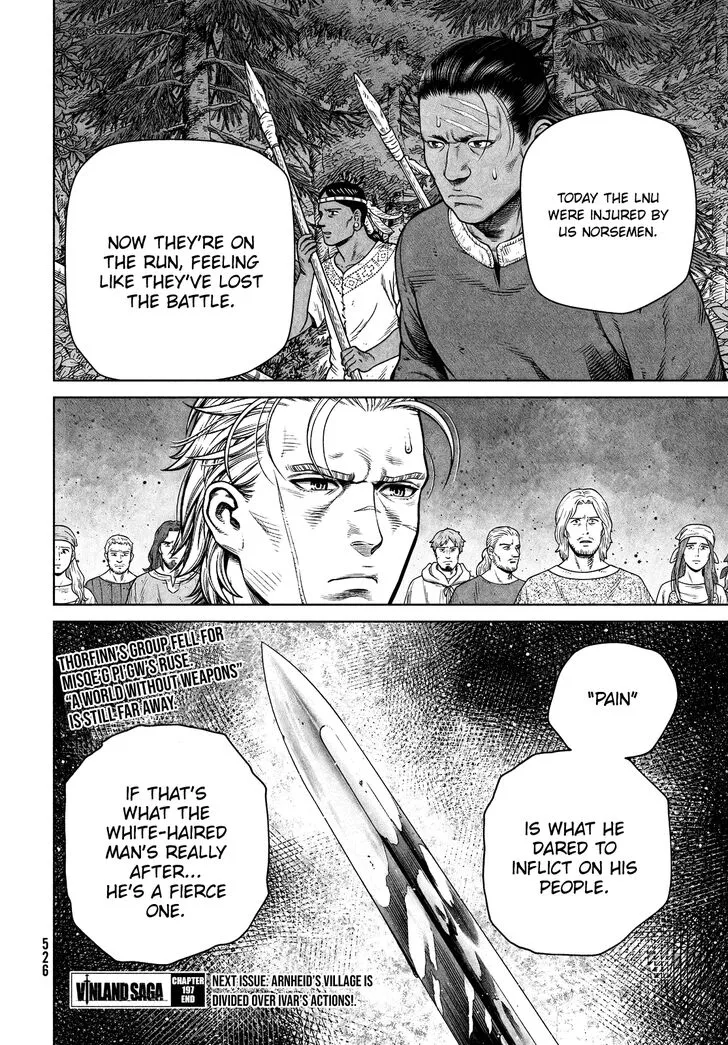 TODAY THE LNU
WERE INJURED BY
US NORSEMEN.
NOW THEY'RE ON
THE RUN, FEELING
LIKE THEY'VE LOST
THE BATTLE.
"PAIN"
IS WHAT HE
DARED TO
INFLICT ON HIS
PEOPLE.
THORFINN'S GROUP FELL FOR
MISQE'G PI'GW'S RUSE.
"A WORLD WITHOUT WEAPONS"
IS STILL FAR AWAY.
IF THAT'S
WHAT THE
WHITE-HAIRED
MAN'S REALLY
AFTER...
HE'S A FIERCE
ONE.
526
VINLAND SAGA
CHAPTER
197
END
NEXT ISSUE: ARNHEID'S VILLAGE IS
DIVIDED OVER IVAR'S ACTIONS!.